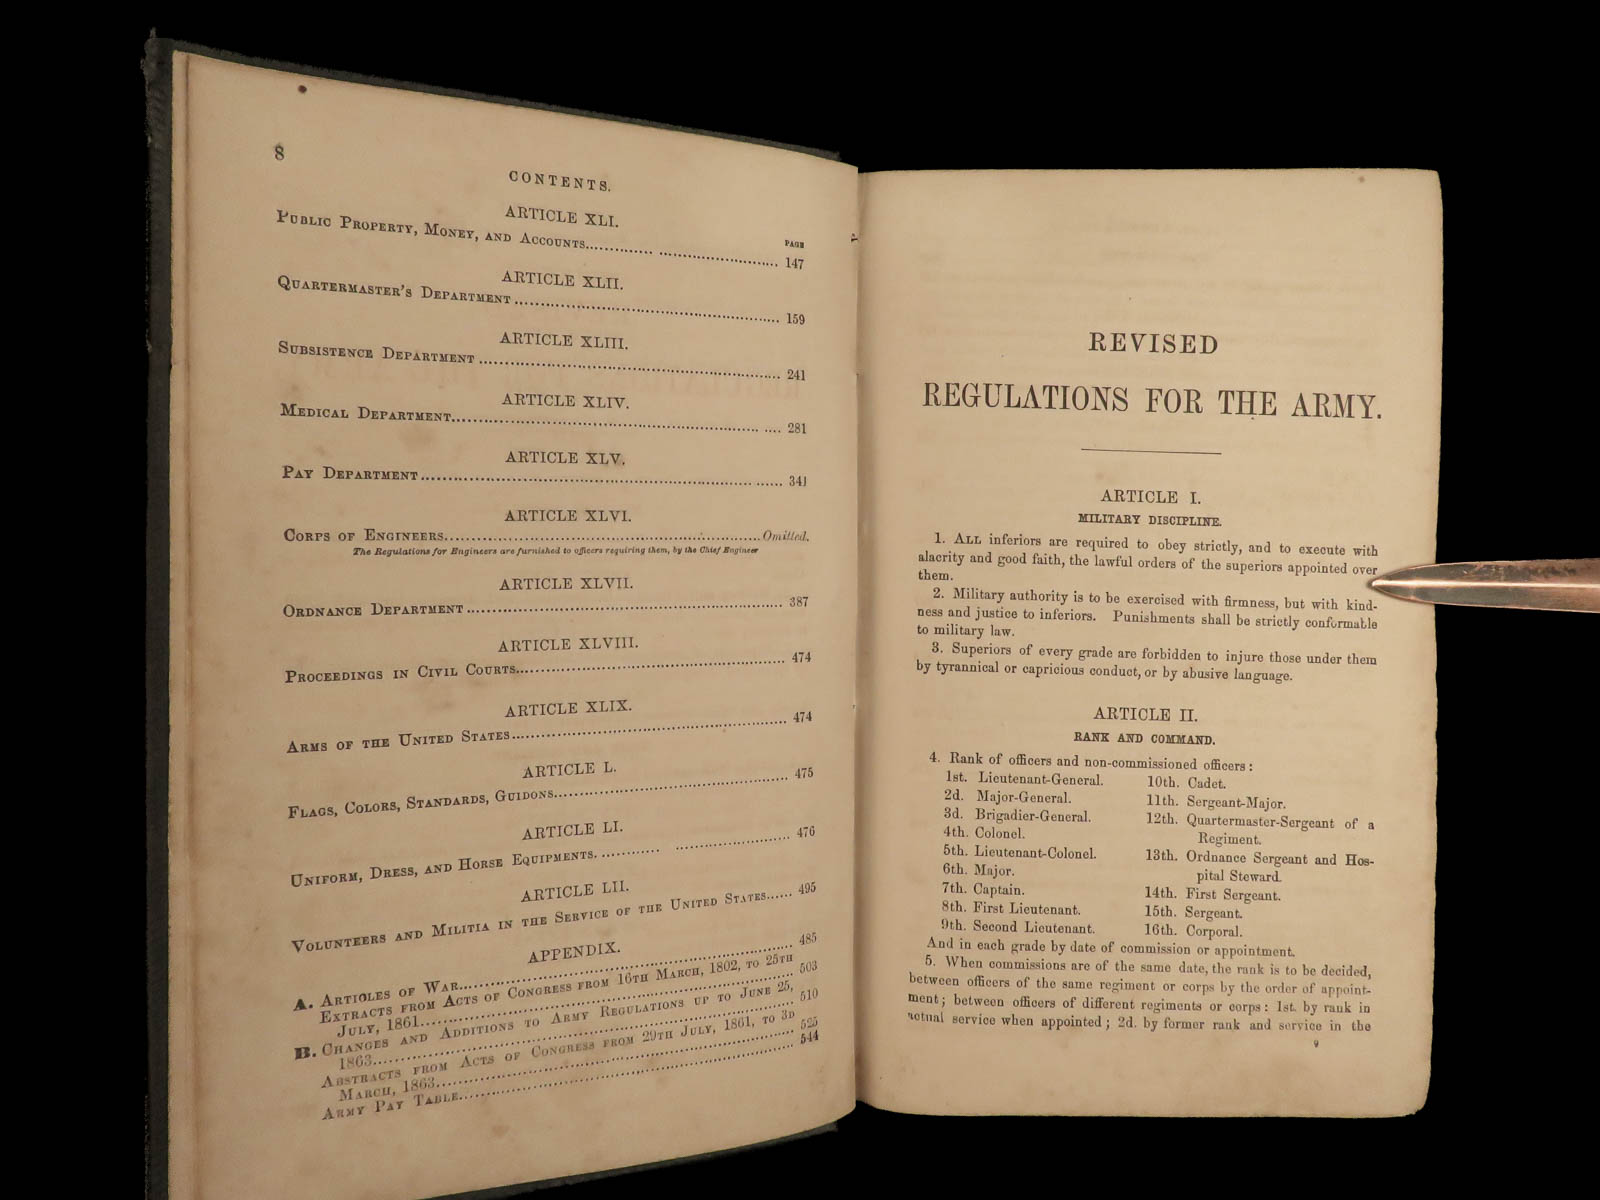 8
CONTENTS.
ARTICLE XLI.
PAGE
PUBLIC PROPERTY, MONEY, AND ACCOUNTS.............. .......................... 147
ARTICLE XLII.
QUARTERMASTER'S DEPARTMENT.................................................... 159
ARTICLE XLIII.
SUBSISTENCE DEPARTMENT........................................................... 241
ARTICLE XLIV.
MEDICAL DEPARTMENT............................................................ .... 281
ARTICLE XLV.
PAY DEPARTMENT.................................................................. ...... 341
ARTICLE XLVI.
CORPS OF ENGINEERS..............................................................Omitted.
The Regulations for Engineers are furnished to officers requiring them, by the Chief Engineer
ARTICLE XLVII.
ORDNANCE DEPARTMENT............................................................... 387
ARTICLE XLVIII.
PROCEEDINGS IN CIVIL COURTS...................................................... 474
ARTICLE XLIX.
ARMS OF THE UNITED STATES....................................................... 474
ARTICLE L.
FLAGS, COLORS, STANDARDS, GUIDONS.............................................. 475
ARTICLE LI.
UNIFORM, DRESS, AND HORSE EQUIPMENTS............. ....................... 476
ARTICLE LII.
VOLUNTEERS AND MILITIA IN THE SERVICE OF THE UNITED STATES...... 495
APPENDIX.
A. ARTICLES OF WAR................................................................. 485
EXTRACTS FROM ACTS OF CONGRESS FROM 16TH MARCH, 1802, TO 25TH
JULY, 1861........................................................................ 503
B. CHANGES AND ADDITIONS TO ARMY REGULATIONS UP TO JUNE 25,
1863............................................................................... 510
ABSTRACTS FROM ACTS OF CONGRESS FROM 29TH JULY, 1861, TO 3D
MARCH, 1863..................................................................... 525
ARMY PAY TABLE.................................................................. 544
REVISED
REGULATIONS FOR THE ARMY.
ARTICLE I.
MILITARY DISCIPLINE.
1. ALL inferiors are required to obey strictly, and to execute with
alacrity and good faith, the lawful orders of the superiors appointed over
them.
2. Military authority is to be exercised with firmness, but with kind-
ness and justice to inferiors. Punishments shall be strictly conformable
to military law.
3. Superiors of every grade are forbidden to injure those under them
by tyrannical or capricious conduct, or by abusive language.
ARTICLE II.
RANK AND COMMAND.
4. Rank of officers and non-commissioned officers:
1st. Lieutenant-General.
2d. Major-General.
3d. Brigadier-General.
4th. Colonel.
5th. Lieutenant-Colonel.
6th. Major.
7th. Captain.
8th. First Lieutenant.
9th. Second Lieutenant.
10th. Cadet.
11th. Sergeant-Major.
12th. Quartermaster-Sergeant of a
Regiment.
13th. Ordnance Sergeant and Hos-
pital Steward.
14th. First Sergeant.
15th. Sergeant.
16th. Corporal.
And in each grade by date of commission or appointment.
5. When commissions are of the same date, the rank is to be decided,
between officers of the same regiment or corps by the order of appoint-
ment; between officers of different regiments or corps: 1st. by rank in
actual service when appointed; 2d. by former rank and service in the
9